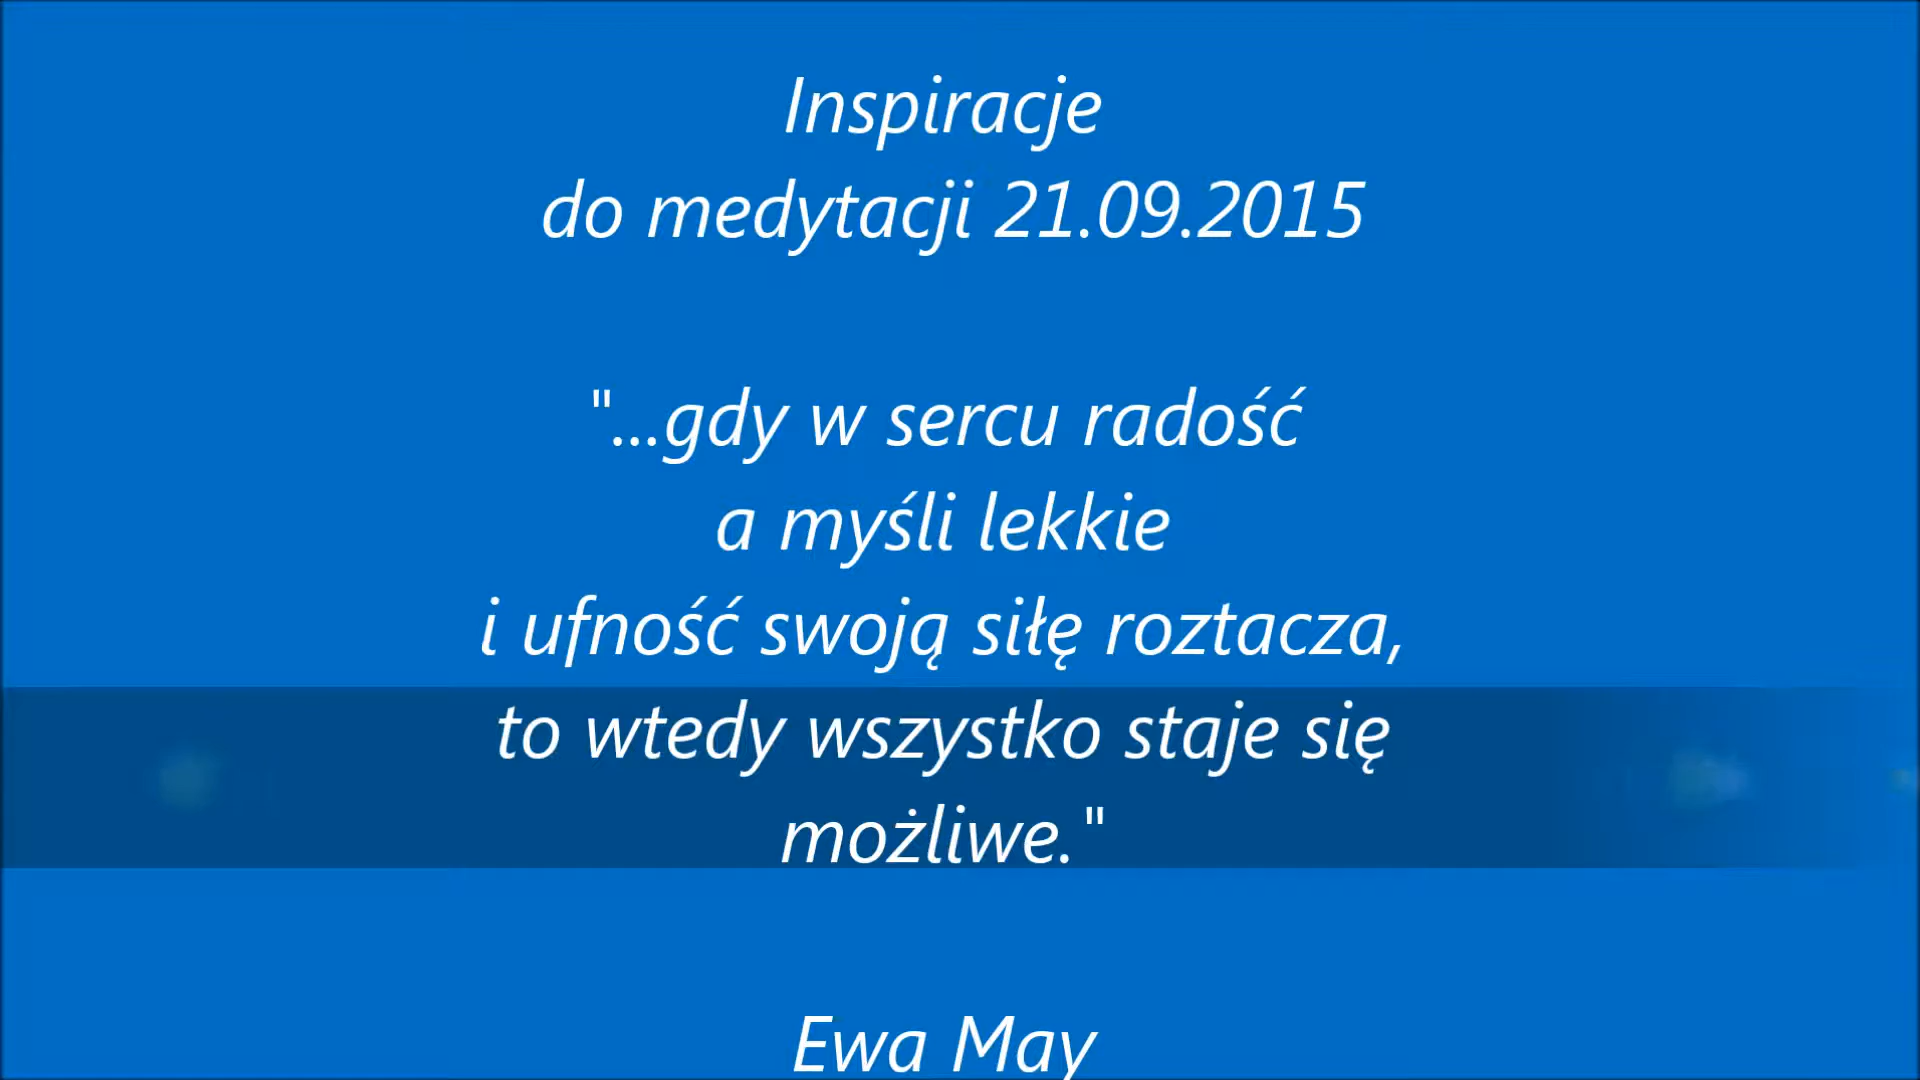 Inspiracje
do medytacji 21.09.2015
"...gdy w sercu radość
a myśli lekkie
i ufność swoją siłę roztacza,
to wtedy wszystko staje się
możliwe."
Ewa May